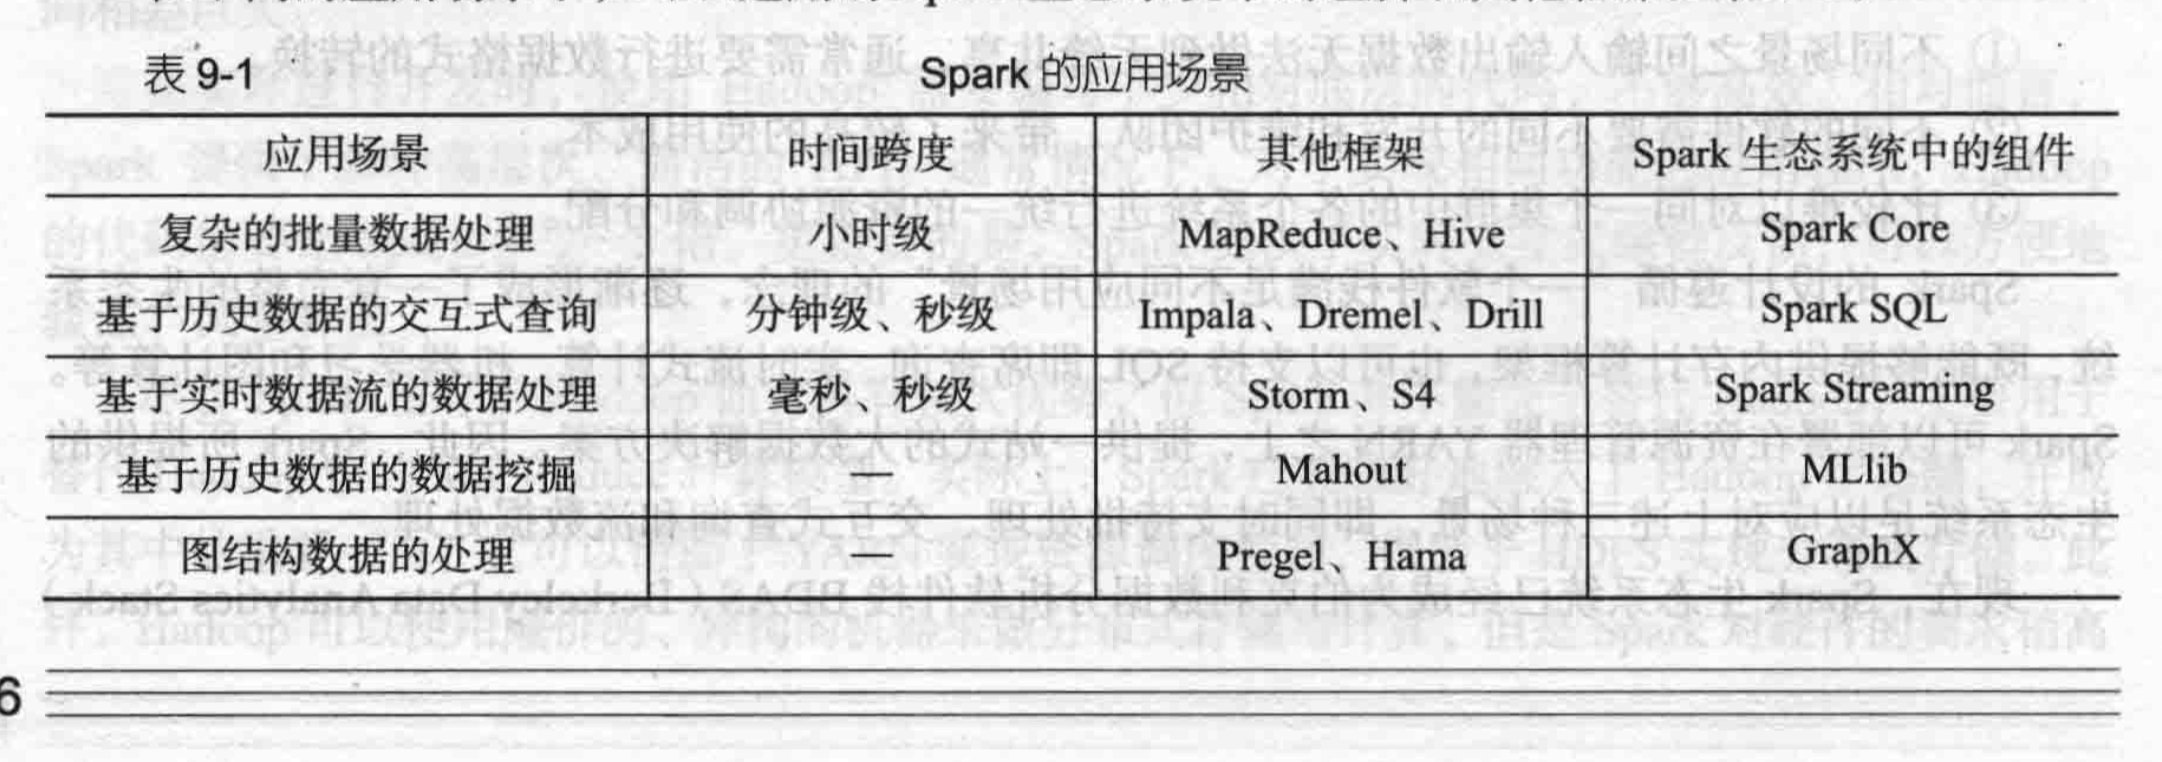 表 9-1 Spark 的应用场景
应用场景 时间跨度 其他框架 Spark 生态系统中的组件
复杂的批量数据处理 小时级 MapReduce、Hive Spark Core
基于历史数据的交互式查询 分钟级、秒级 Impala、Dremel、Drill Spark SQL
基于实时数据流的数据处理 毫秒、秒级 Storm、S4 Spark Streaming
基于历史数据的数据挖掘 — Mahout MLlib
图结构数据的处理 — Pregel、Hama GraphX
6